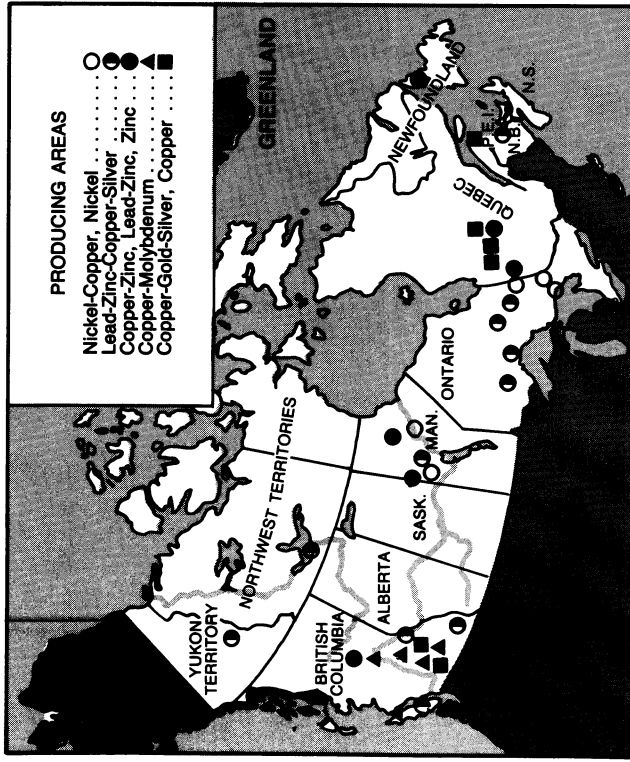 PRODUCING AREAS
Nickel-Copper, Nickel
Lead-Zinc-Copper-Silver
Copper-Zinc, Lead-Zinc, Zinc
Copper-Molybdenum
Copper-Gold-Silver, Copper
GREENLAND
YUKON
TERRITORY
NORTHWEST TERRITORIES
BRITISH
COLUMBIA
ALBERTA
SASK.
MAN.
ONTARIO
QUEBEC
NEWFOUNDLAND
P.E.I.
N.B.
N.S.